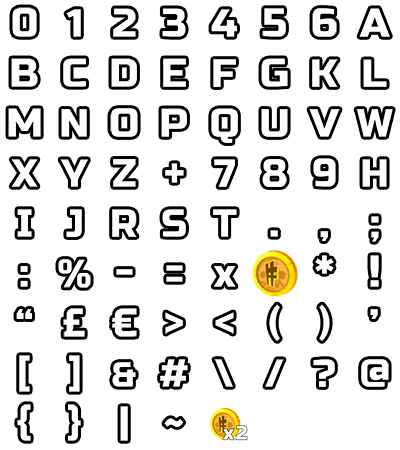 0 1 2 3 4 5 6 A
B C D E F G K L
M N O P Q U V W
X Y Z + 7 8 9 H
I J R S T . , ;
: % - = x * !
“ £ € > < ( ) '
[ ] & # \ / ? @
{ } | ~ x2